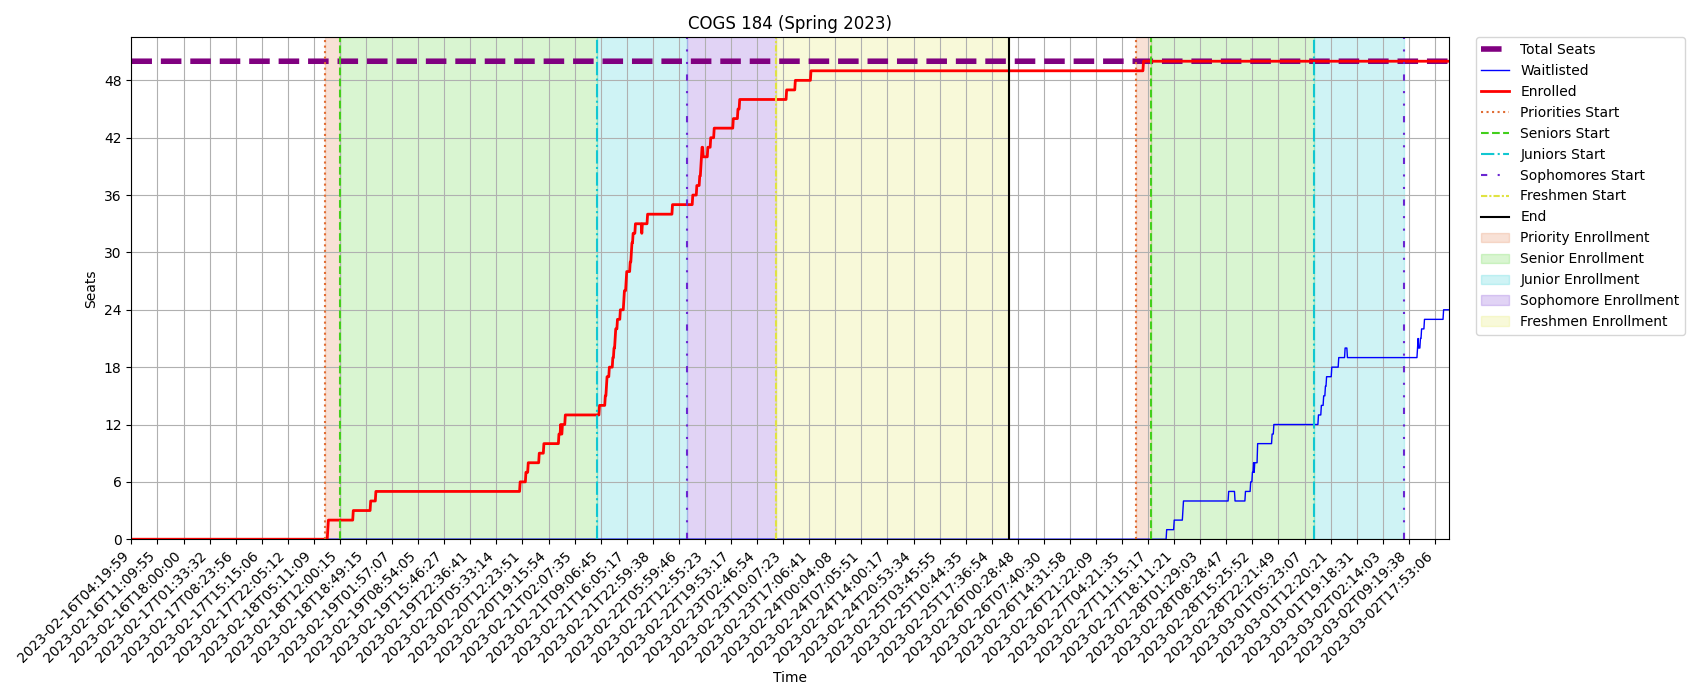 COGS 184 (Spring 2023)
Total Seats
Waitlisted
Enrolled
Priorities Start
Seniors Start
Juniors Start
Sophomores Start
Freshmen Start
End
Priority Enrollment
Senior Enrollment
Junior Enrollment
Sophomore Enrollment
Freshmen Enrollment
Seats
48
42
36
30
24
18
12
6
0
2023-02-16T04:19:59
2023-02-16T11:09:55
2023-02-16T18:00:00
2023-02-17T01:33:32
2023-02-17T08:23:56
2023-02-17T15:15:06
2023-02-17T22:05:12
2023-02-18T05:11:09
2023-02-18T12:00:15
2023-02-18T18:49:15
2023-02-19T01:57:07
2023-02-19T08:54:05
2023-02-19T15:46:27
2023-02-19T22:36:41
2023-02-20T05:33:14
2023-02-20T12:23:51
2023-02-20T19:15:54
2023-02-21T02:07:35
2023-02-21T09:06:45
2023-02-21T16:05:17
2023-02-21T22:59:38
2023-02-22T05:59:46
2023-02-22T12:55:23
2023-02-22T19:53:17
2023-02-23T02:46:54
2023-02-23T10:07:23
2023-02-23T17:06:41
2023-02-24T00:04:08
2023-02-24T07:05:51
2023-02-24T14:00:17
2023-02-24T20:53:34
2023-02-25T03:45:55
2023-02-25T10:44:35
2023-02-25T17:36:54
2023-02-26T00:28:48
2023-02-26T07:40:30
2023-02-26T14:31:58
2023-02-26T21:22:09
2023-02-27T04:21:35
2023-02-27T11:15:17
2023-02-27T18:11:21
2023-02-28T01:29:03
2023-02-28T08:28:47
2023-02-28T15:25:52
2023-02-28T22:21:49
2023-03-01T05:23:07
2023-03-01T12:20:21
2023-03-01T19:18:31
2023-03-02T02:14:03
2023-03-02T09:19:38
2023-03-02T17:53:06
Time